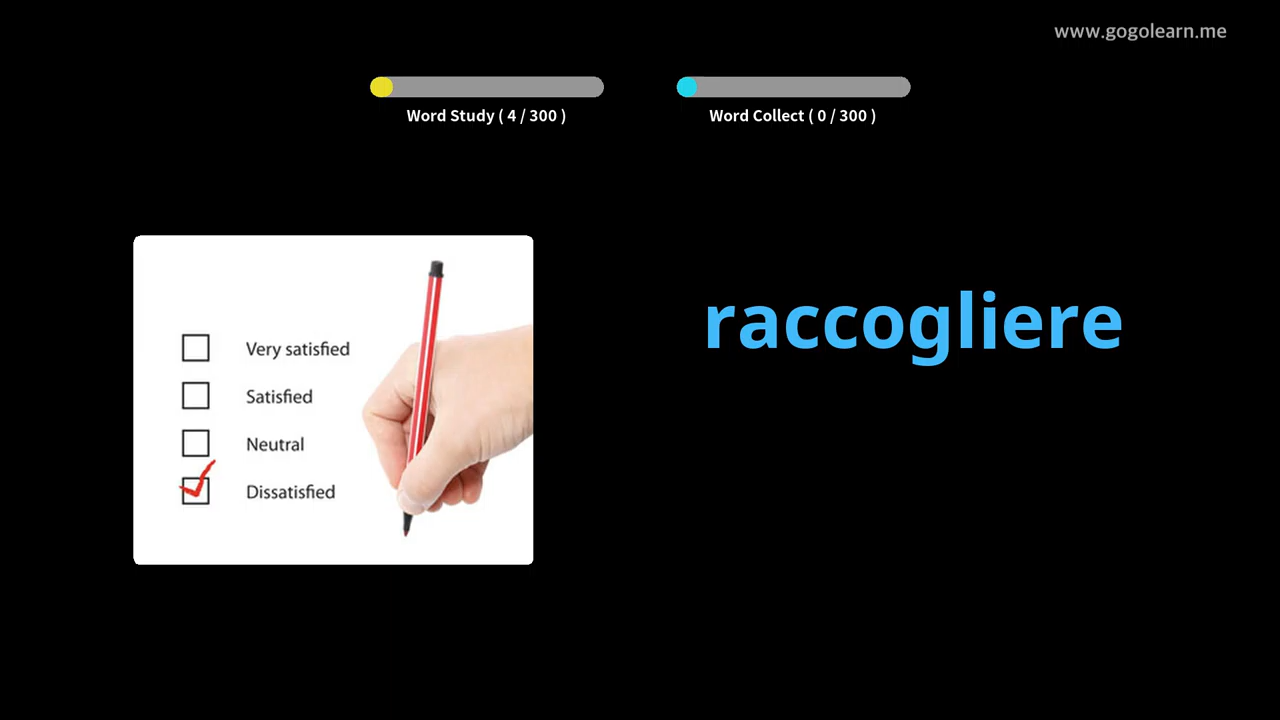 www.gogolearn.me
Word Study ( 4 / 300 )
Word Collect ( 0 / 300 )
raccogliere
Very satisfied
Satisfied
Neutral
Dissatisfied